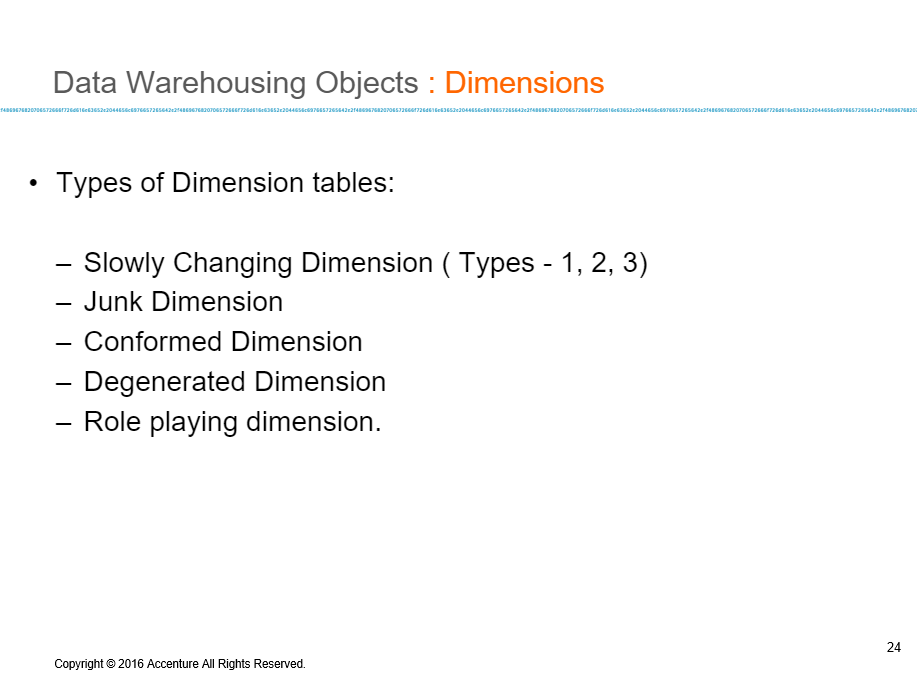 Data Warehousing Objects : Dimensions
• Types of Dimension tables:
– Slowly Changing Dimension ( Types - 1, 2, 3)
– Junk Dimension
– Conformed Dimension
– Degenerated Dimension
– Role playing dimension.
24
Copyright © 2016 Accenture All Rights Reserved.